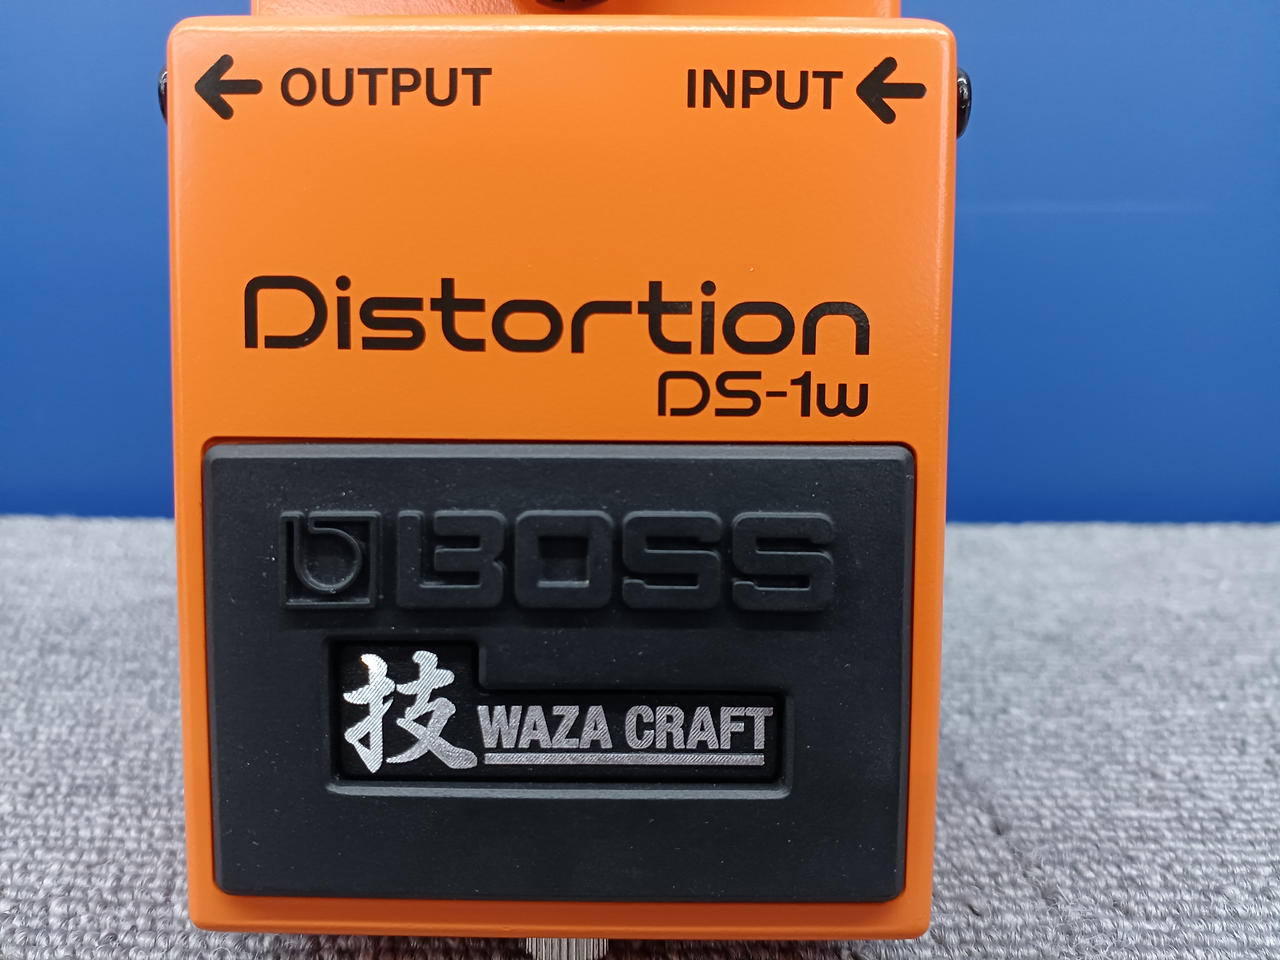 ← OUTPUT
INPUT ←
Distortion
DS-1w
BOSS
技 WAZA CRAFT